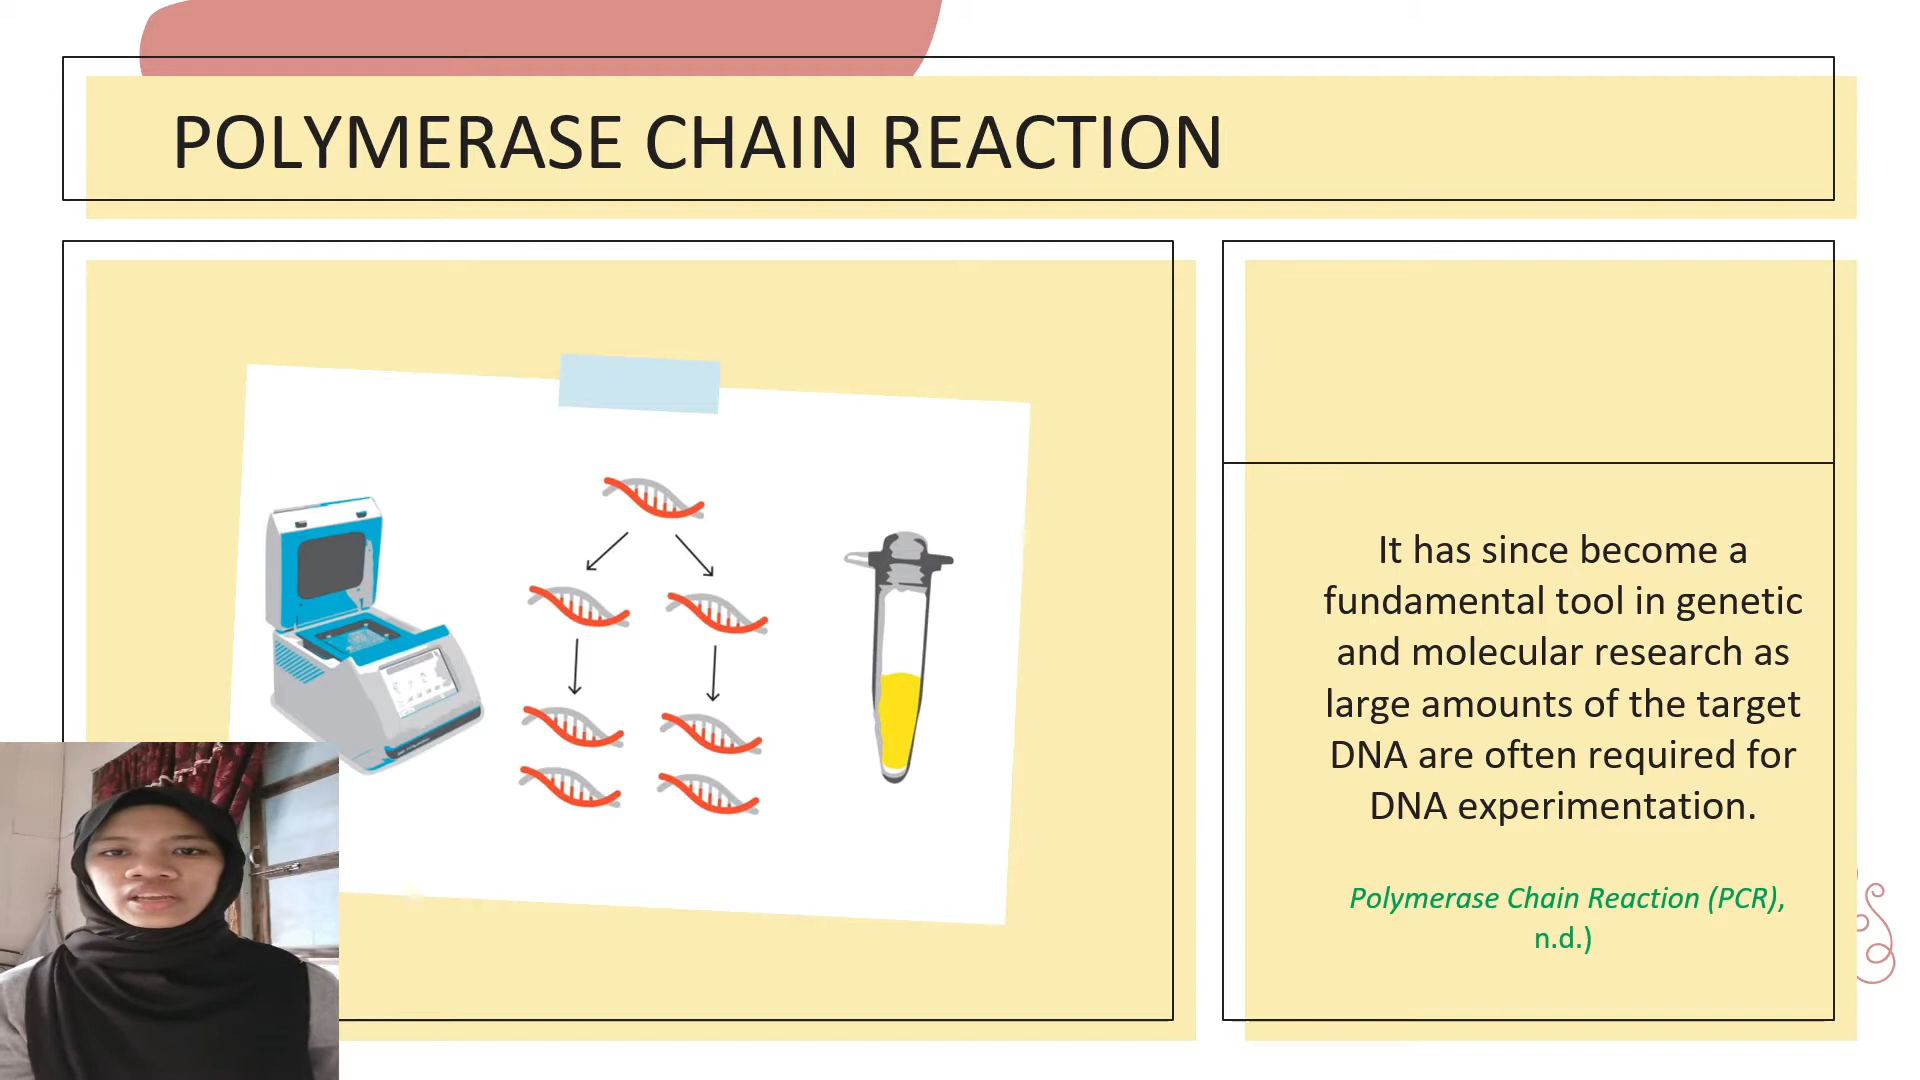 POLYMERASE CHAIN REACTION
It has since become a
fundamental tool in genetic
and molecular research as
large amounts of the target
DNA are often required for
DNA experimentation.
Polymerase Chain Reaction (PCR),
n.d.)